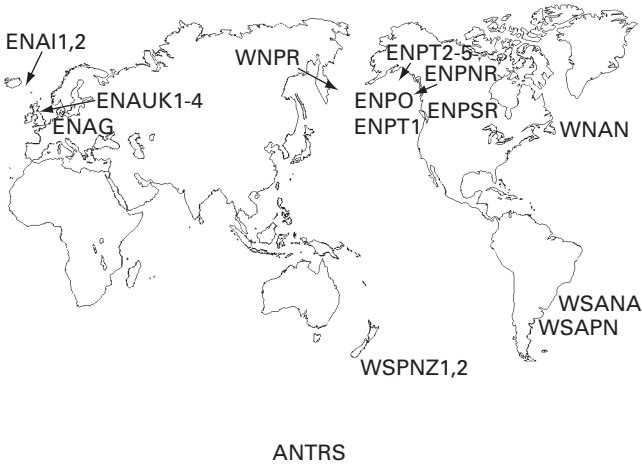 ENAI1,2
WNPR
ENPT2-5
ENPNR
ENAUK1-4
ENPO
ENPSR
ENAG
ENPT1
WNAN
WSANA
WSAPN
WSPNZ1,2
ANTRS